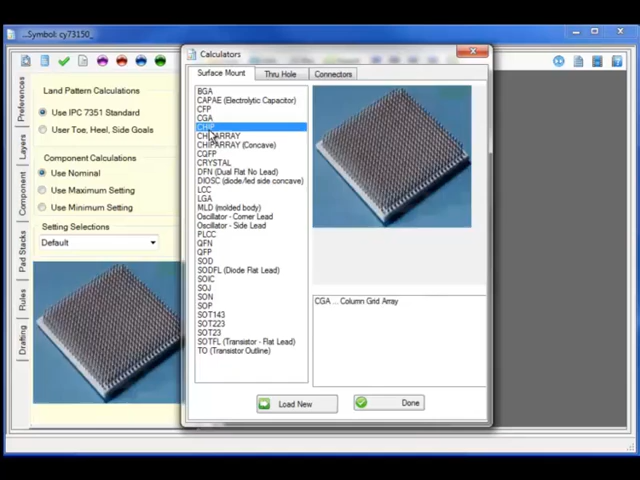 ...Symbol: cy73150_
Preferences
Layers
Component
Pad Stacks
Rules
Drafting
Land Pattern Calculations
Use IPC 7351 Standard
User Toe, Heel, Side Goals
Component Calculations
Use Nominal
Use Maximum Setting
Use Minimum Setting
Setting Selections
Default
Calculators
Surface Mount
Thru Hole
Connectors
BGA
CAPAE (Electrolytic Capacitor)
CFP
CGA
CHIP
CHIPARRAY
CHIPARRAY (Concave)
CQFP
CRYSTAL
DFN (Dual Flat No Lead)
DIOSC (diode/led side concave)
LCC
LGA
MLD (molded body)
Oscillator - Corner Lead
Oscillator - Side Lead
PLCC
QFN
QFP
SOD
SODFL (Diode Flat Lead)
SOIC
SOJ
SON
SOP
SOT143
SOT223
SOT23
SOTFL (Transistor - Flat Lead)
TO (Transistor Outline)
CGA ... Column Grid Array
Load New
Done